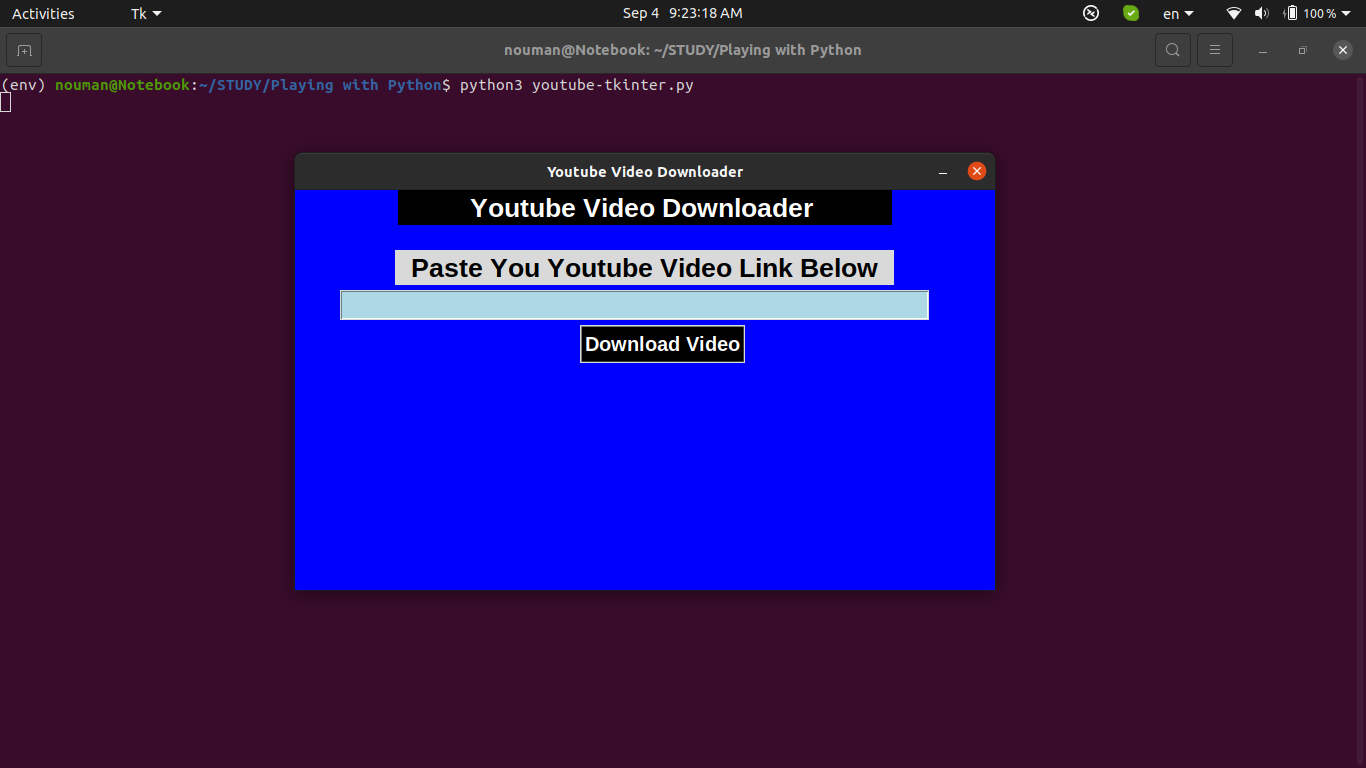 Activities Tk Sep 4 9:23:18 AM en 100 %
nouman@Notebook: ~/STUDY/Playing with Python
(env) nouman@Notebook:~/STUDY/Playing with Python$ python3 youtube-tkinter.py
Youtube Video Downloader
Youtube Video Downloader
Paste You Youtube Video Link Below
Download Video